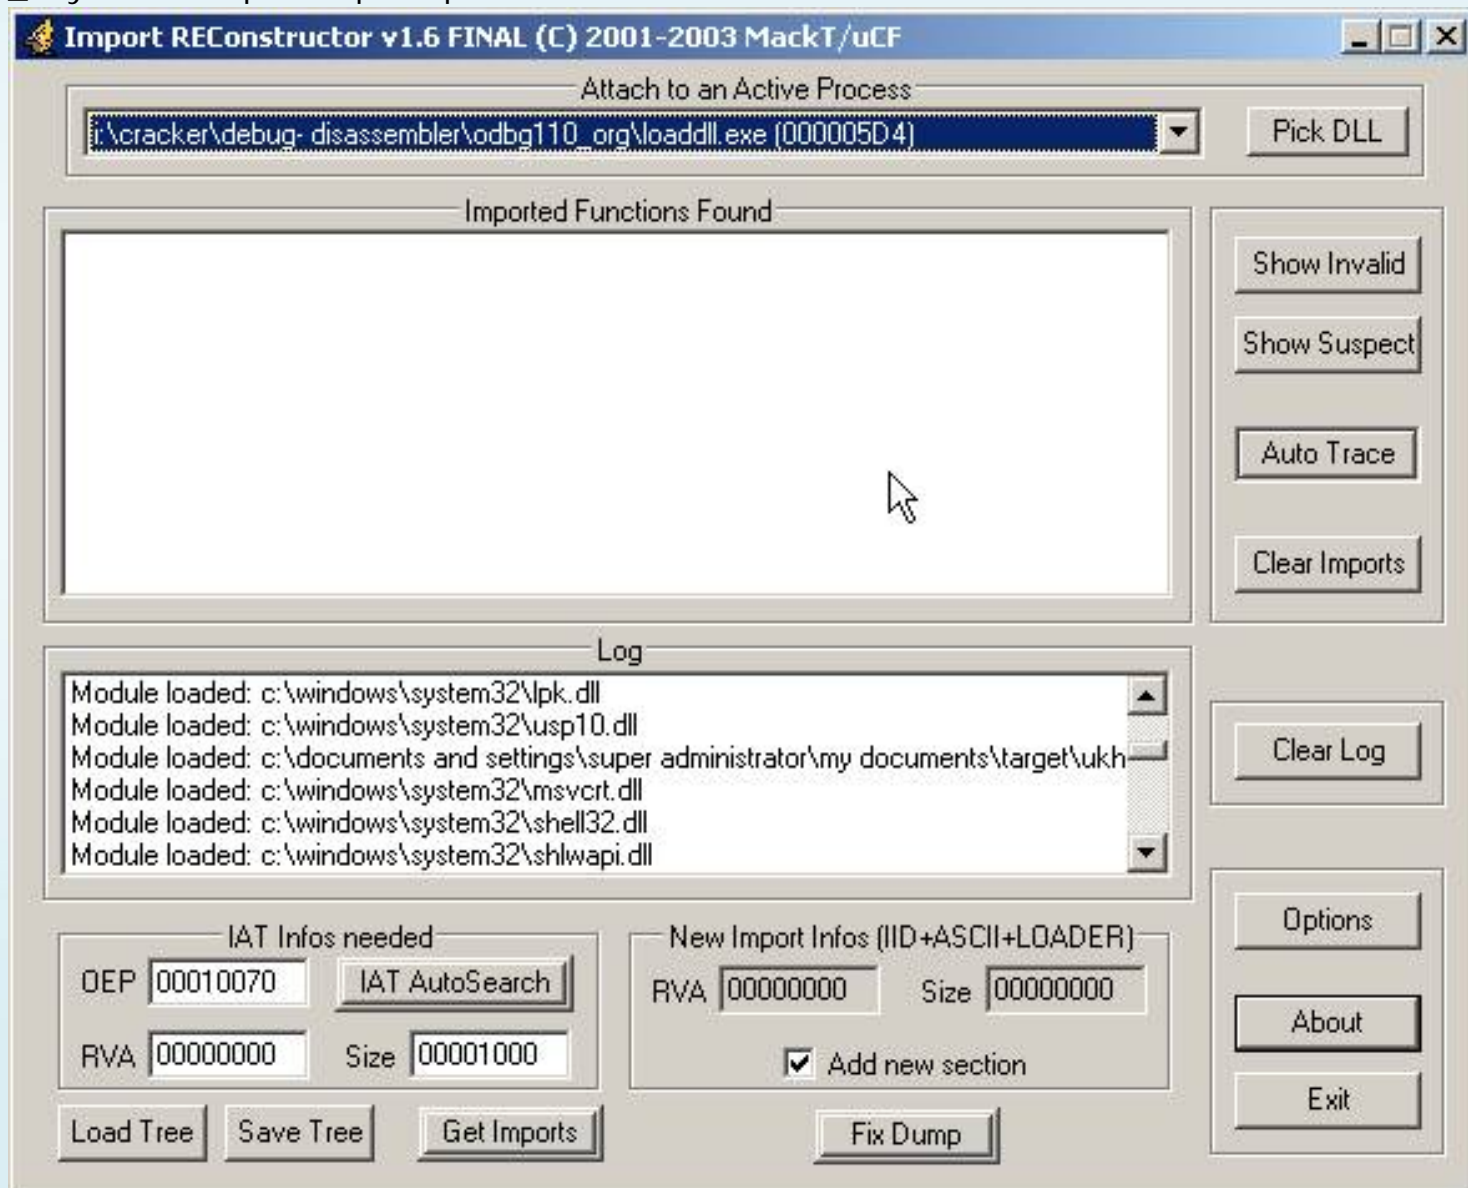 Import REConstructor v1.6 FINAL (C) 2001-2003 MackT/uCF
Attach to an Active Process
i:\cracker\debug- disassembler\odbg110_org\loaddll.exe (000005D4)
Pick DLL
Imported Functions Found
Show Invalid
Show Suspect
Auto Trace
Clear Imports
Log
Module loaded: c:\windows\system32\lpk.dll
Module loaded: c:\windows\system32\usp10.dll
Module loaded: c:\documents and settings\super administrator\my documents\target\ukh
Module loaded: c:\windows\system32\msvcrt.dll
Module loaded: c:\windows\system32\shell32.dll
Module loaded: c:\windows\system32\shlwapi.dll
Clear Log
IAT Infos needed
OEP 00010070 IAT AutoSearch
RVA 00000000 Size 00001000
New Import Infos (IID+ASCII+LOADER)
RVA 00000000 Size 00000000
Add new section
Options
About
Exit
Load Tree Save Tree Get Imports Fix Dump